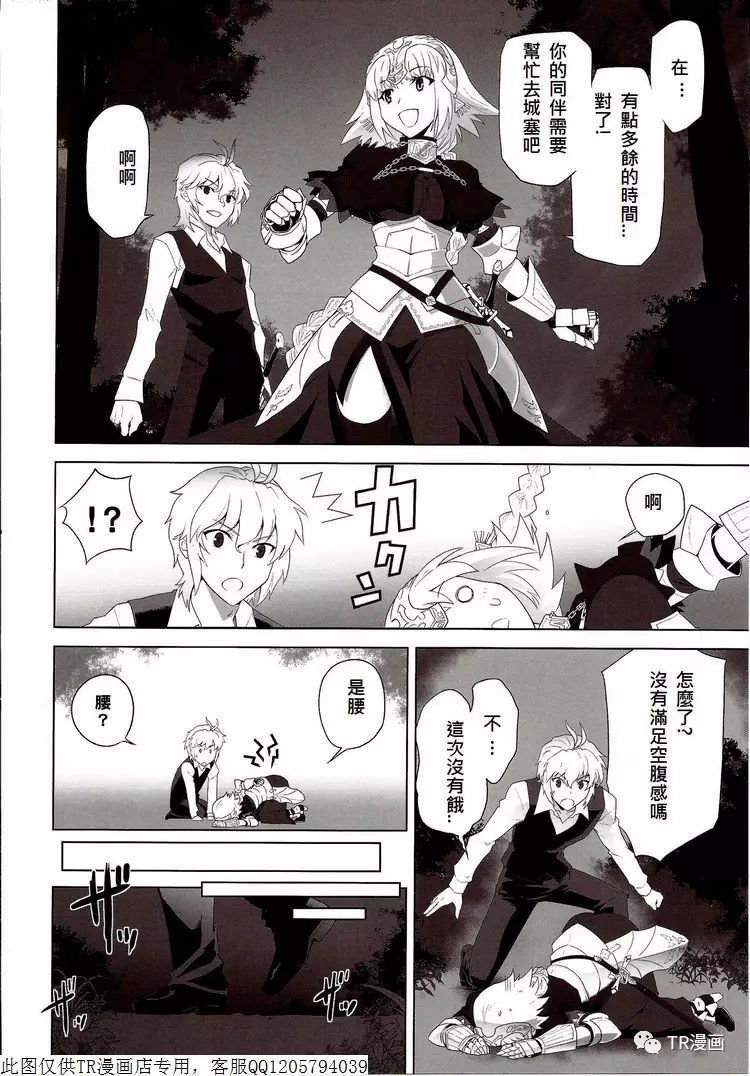 在…
有點多餘的時間…
對了!
你的同伴需要
幫忙去城塞吧
啊啊
啊
カクン
!?
怎麼了?
沒有滿足空腹感嗎
不…
這次沒有餓…
是腰
腰?
ザッ
ザッ
TR漫画
此图仅供TR漫画店专用，客服QQ1205794039